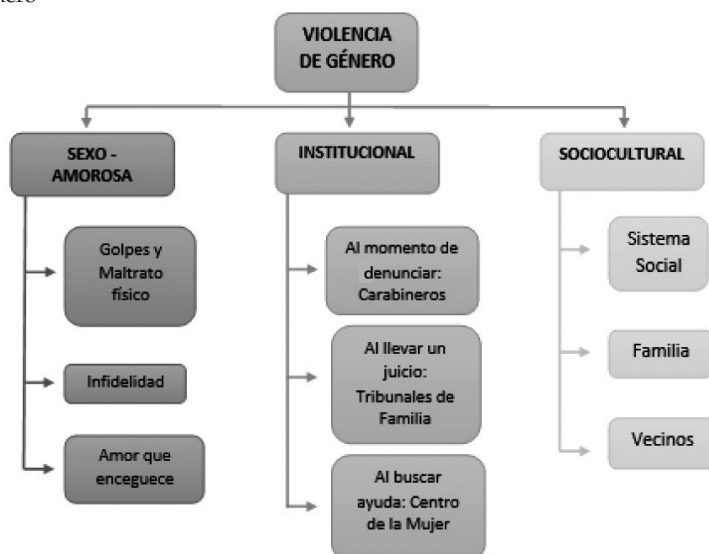 VIOLENCIA
DE GÉNERO
SEXO -
AMOROSA
Golpes y
Maltrato
físico
Infidelidad
Amor que
enceguece
INSTITUCIONAL
Al momento de
denunciar:
Carabineros
Al llevar un
juicio:
Tribunales de
Familia
Al buscar
ayuda: Centro
de la Mujer
SOCIOCULTURAL
Sistema
Social
Familia
Vecinos